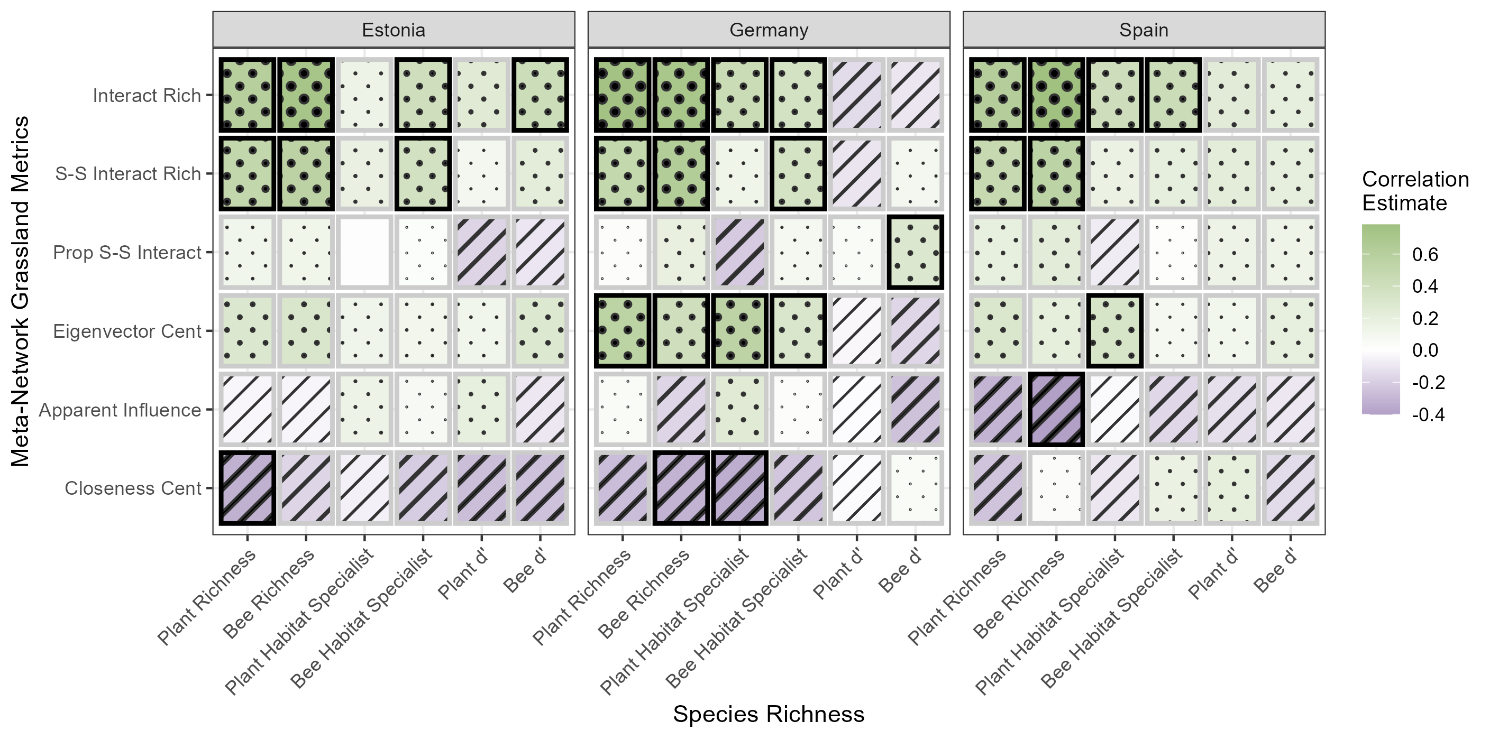 Estonia
Germany
Spain
Meta-Network Grassland Metrics
Interact Rich
S-S Interact Rich
Prop S-S Interact
Eigenvector Cent
Apparent Influence
Closeness Cent
Plant Richness
Bee Richness
Plant Habitat Specialist
Bee Habitat Specialist
Plant d'
Bee d'
Plant Richness
Bee Richness
Plant Habitat Specialist
Bee Habitat Specialist
Plant d'
Bee d'
Plant Richness
Bee Richness
Plant Habitat Specialist
Bee Habitat Specialist
Plant d'
Bee d'
Species Richness
Correlation
Estimate
0.6
0.4
0.2
0.0
-0.2
-0.4